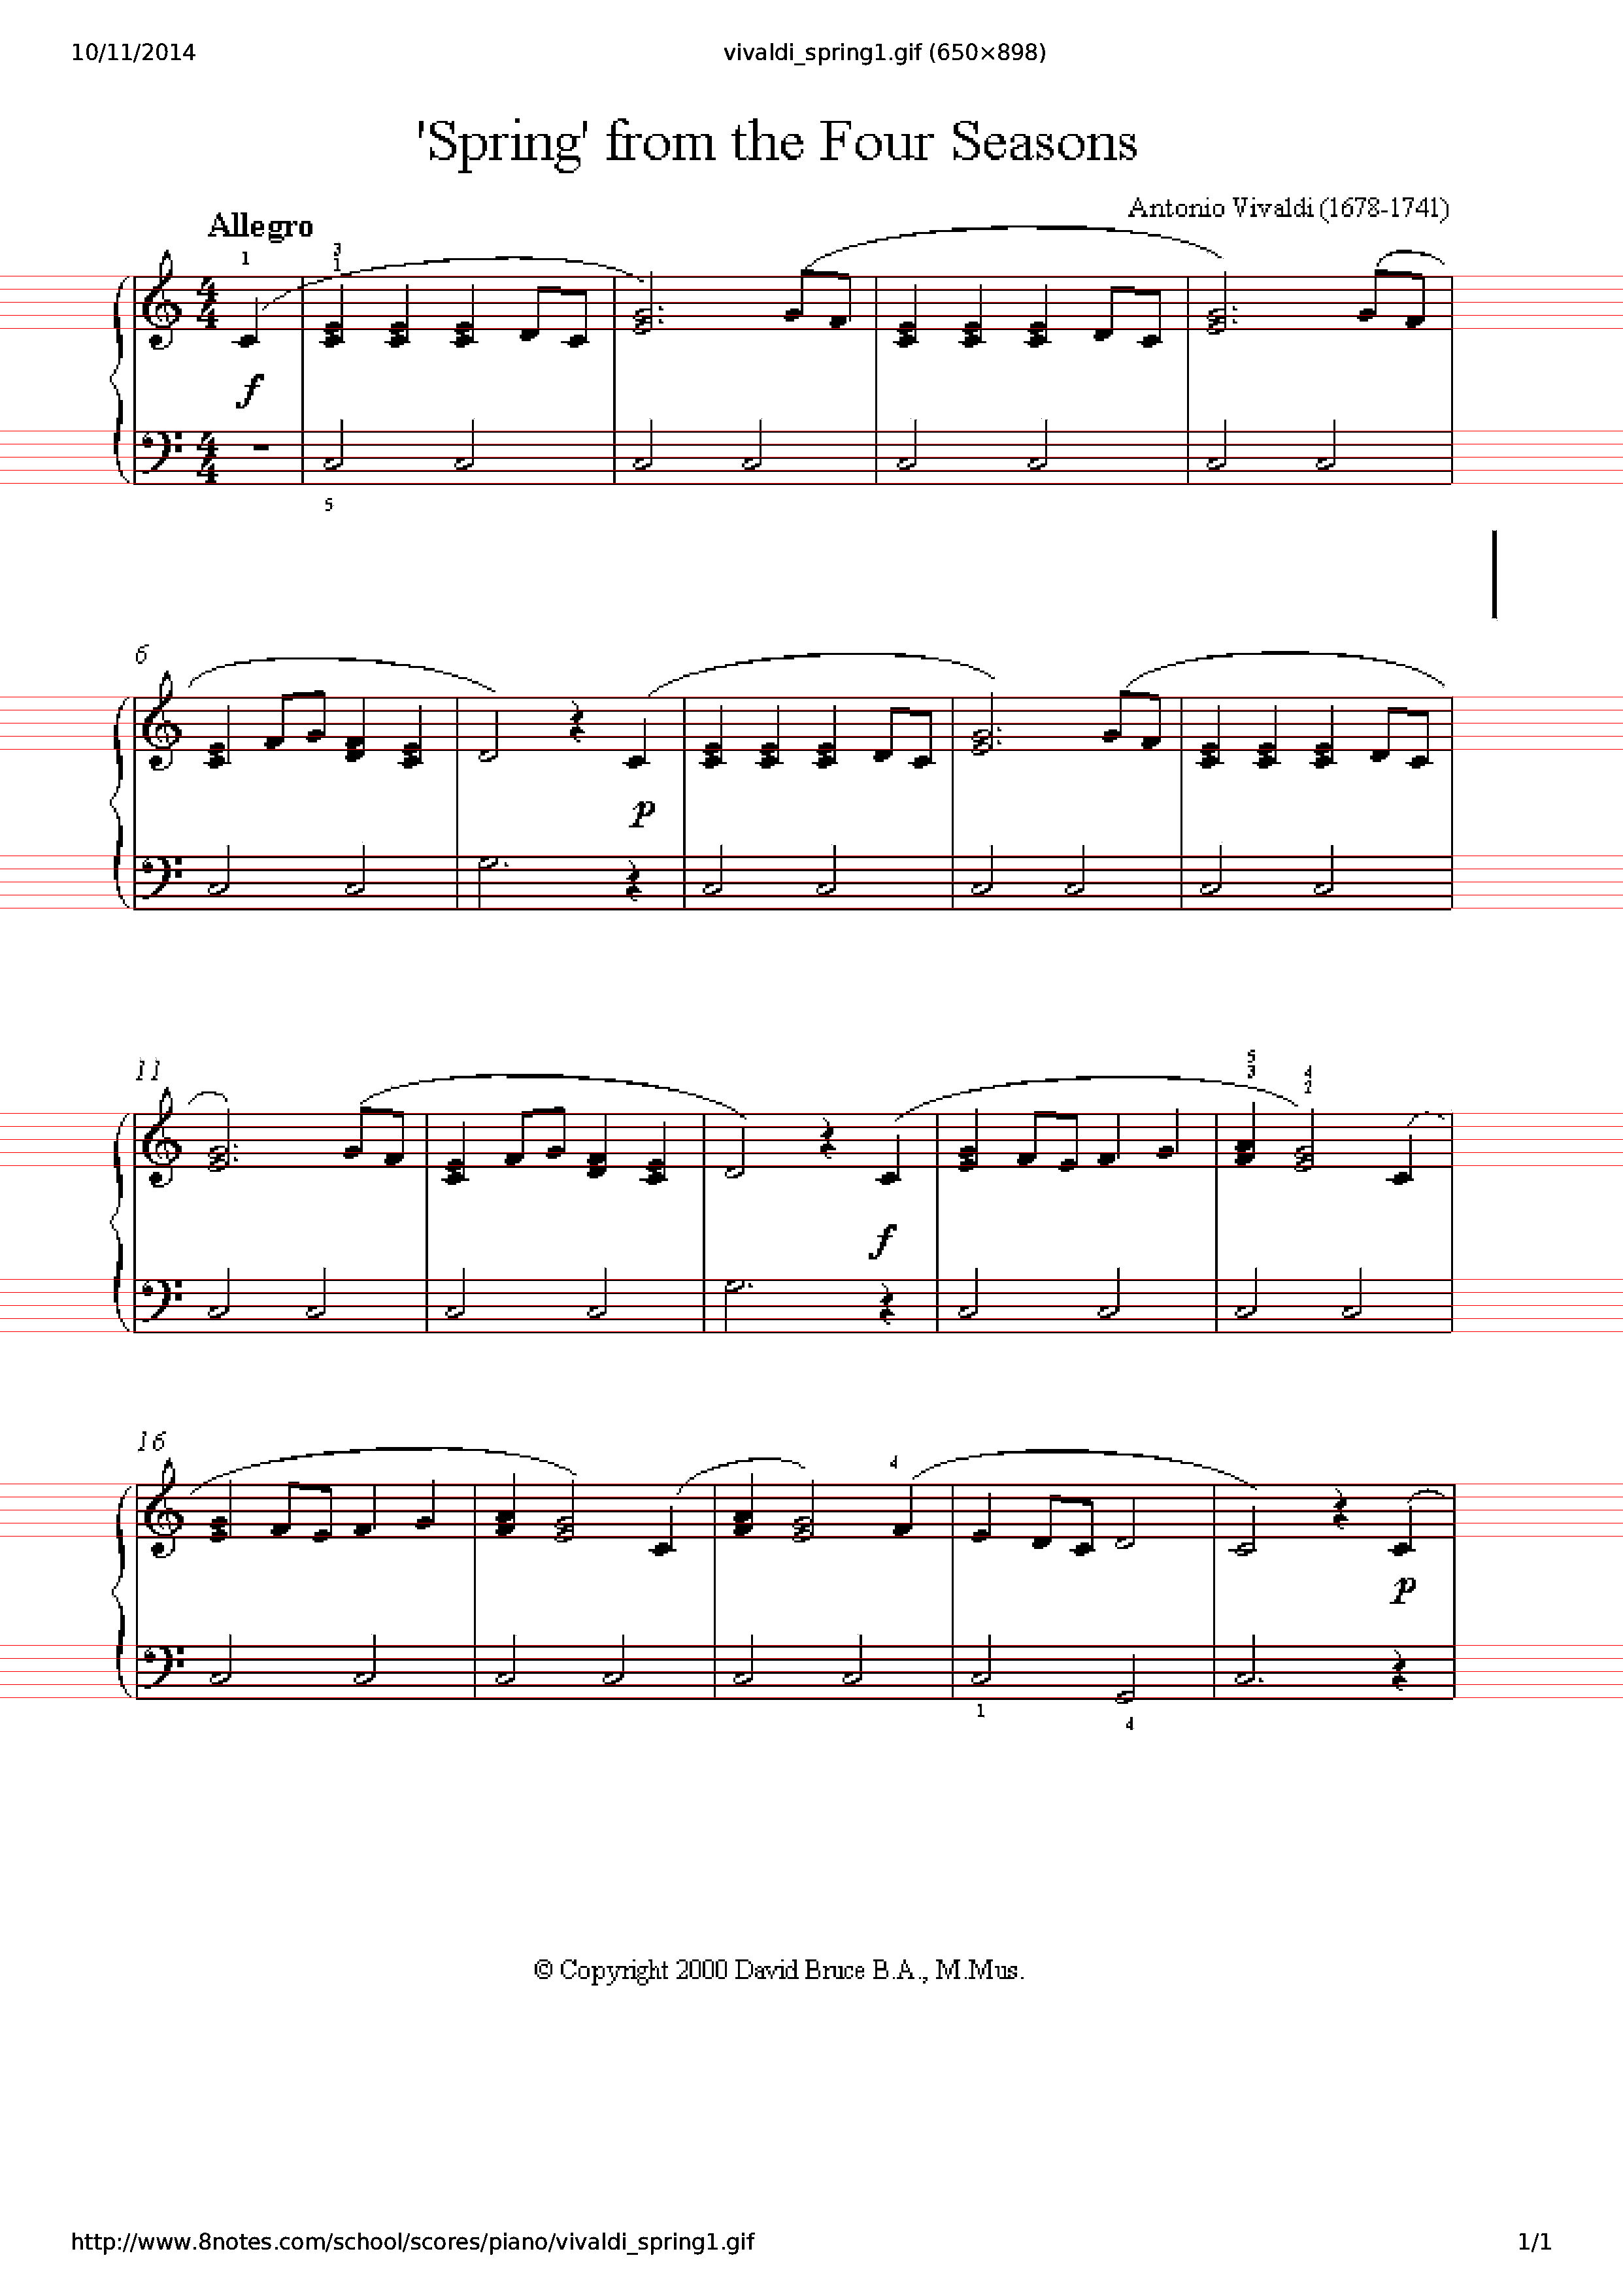 10/11/2014 vivaldi_spring1.gif (650×898)
'Spring' from the Four Seasons
Antonio Vivaldi (1678-1741)
Allegro
1 3
1
4
4
f
4
4
5
6
p
11
5
3
4
2
f
16
4
p
1
4
© Copyright 2000 David Bruce B.A., M.Mus.
http://www.8notes.com/school/scores/piano/vivaldi_spring1.gif 1/1